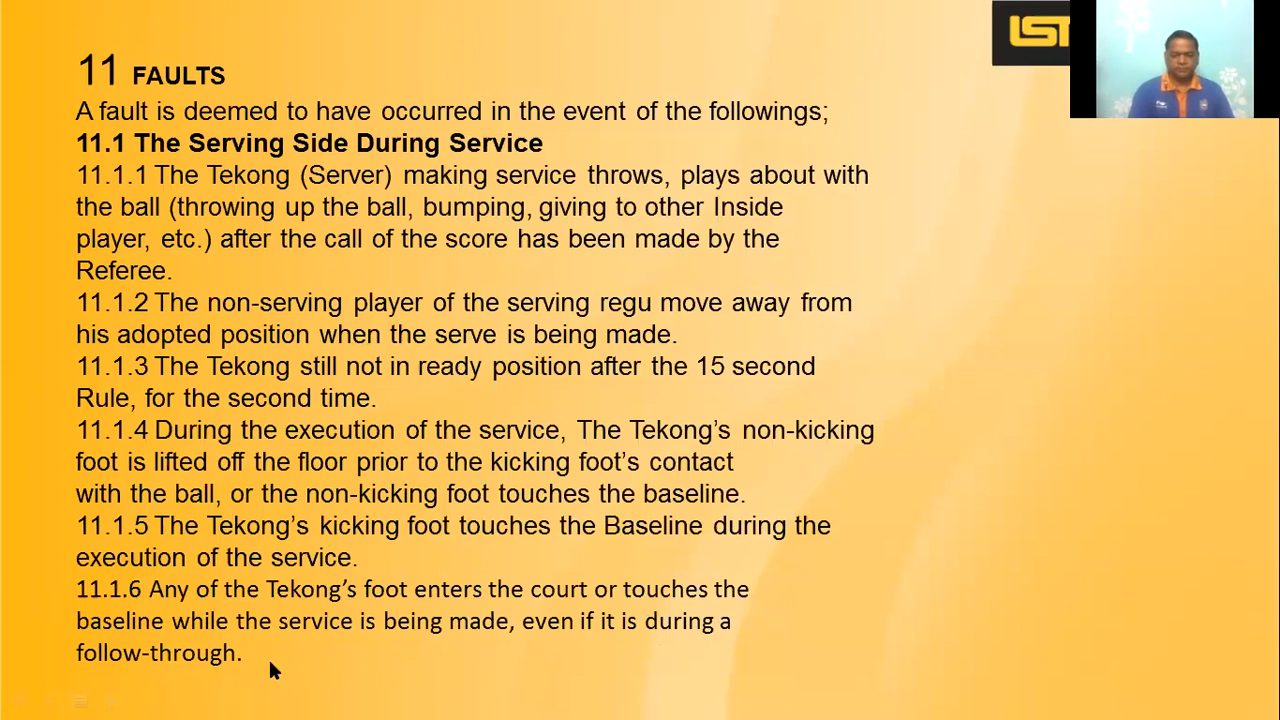 11 FAULTS
A fault is deemed to have occurred in the event of the followings;
11.1 The Serving Side During Service
11.1.1 The Tekong (Server) making service throws, plays about with
the ball (throwing up the ball, bumping, giving to other Inside
player, etc.) after the call of the score has been made by the
Referee.
11.1.2 The non-serving player of the serving regu move away from
his adopted position when the serve is being made.
11.1.3 The Tekong still not in ready position after the 15 second
Rule, for the second time.
11.1.4 During the execution of the service, The Tekong’s non-kicking
foot is lifted off the floor prior to the kicking foot’s contact
with the ball, or the non-kicking foot touches the baseline.
11.1.5 The Tekong’s kicking foot touches the Baseline during the
execution of the service.
11.1.6 Any of the Tekong’s foot enters the court or touches the
baseline while the service is being made, even if it is during a
follow-through.